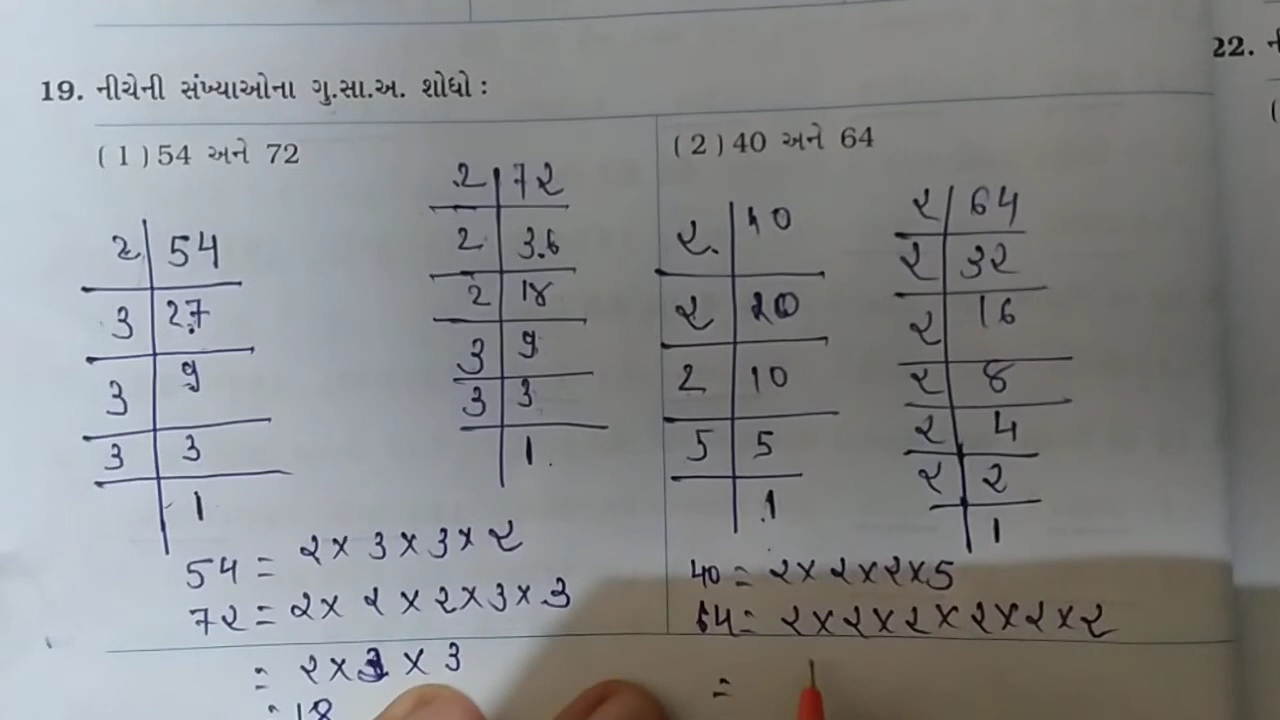 22.
19. નીચેની સંખ્યાઓના ગુ.સા.અ. શોધો :
(1) 54 અને 72
2 | 54
3 | 27
3 | 9
3 | 3
1
2 | 7૨
2 | 36
2 | 18
3 | 9
3 | 3
1
54 = ૨ × 3 × 3 × ૨
7૨ = ૨ × ૨ × ૨ × 3 × 3
= ૨ × 3 × 3
= 18
(2) 40 અને 64
૨ | 40
૨ | 20
2 | 10
5 | 5
1
૨ | 64
૨ | 3૨
૨ | 16
૨ | 8
૨ | 4
૨ | ૨
1
40 = ૨ × ૨ × ૨ × 5
64 = ૨ × ૨ × ૨ × ૨ × ૨ × ૨
=